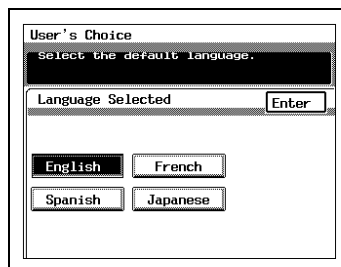 User's Choice
Select the default language.
Language Selected
Enter
English French
Spanish Japanese